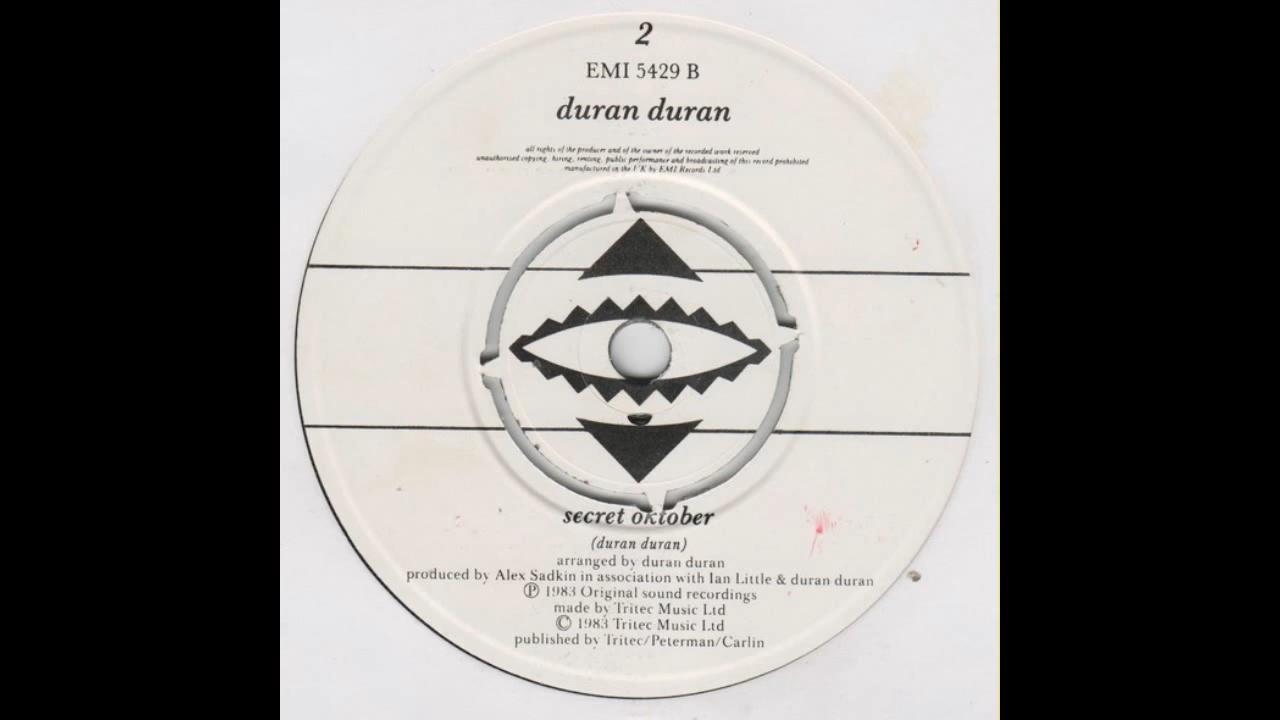 2
EMI 5429 B
duran duran
all rights of the producer and of the owner of the recorded work reserved
unauthorised copying, hiring, renting, public performance and broadcasting of this record prohibited
manufactured in the UK by EMI Records Ltd
secret oktober
(duran duran)
arranged by duran duran
produced by Alex Sadkin in association with Ian Little & duran duran
℗ 1983 Original sound recordings
made by Tritec Music Ltd
© 1983 Tritec Music Ltd
published by Tritec/Peterman/Carlin